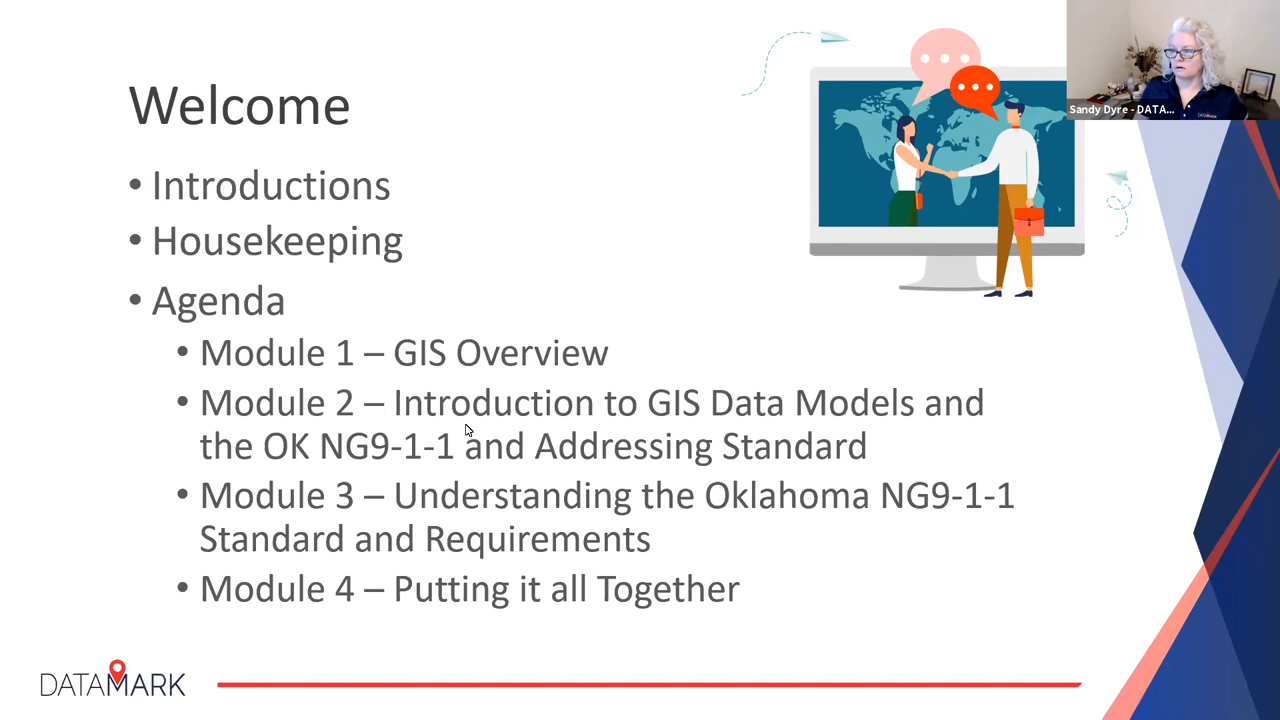 Sandy Dyre - DATA...
Welcome
• Introductions
• Housekeeping
• Agenda
• Module 1 – GIS Overview
• Module 2 – Introduction to GIS Data Models and
the OK NG9-1-1 and Addressing Standard
• Module 3 – Understanding the Oklahoma NG9-1-1
Standard and Requirements
• Module 4 – Putting it all Together
DATAMARK